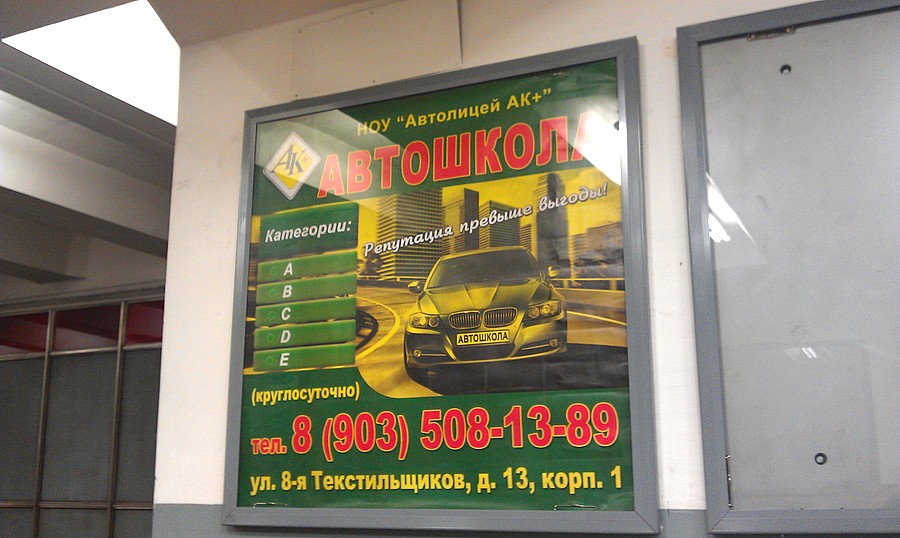 НОУ "Автолицей АК+"
АК+
АВТОШКОЛА
Репутация превыше выгоды!
Категории:
A
B
C
D
E
АВТОШКОЛА
(круглосуточно)
тел. 8 (903) 508-13-89
ул. 8-я Текстильщиков, д. 13, корп. 1